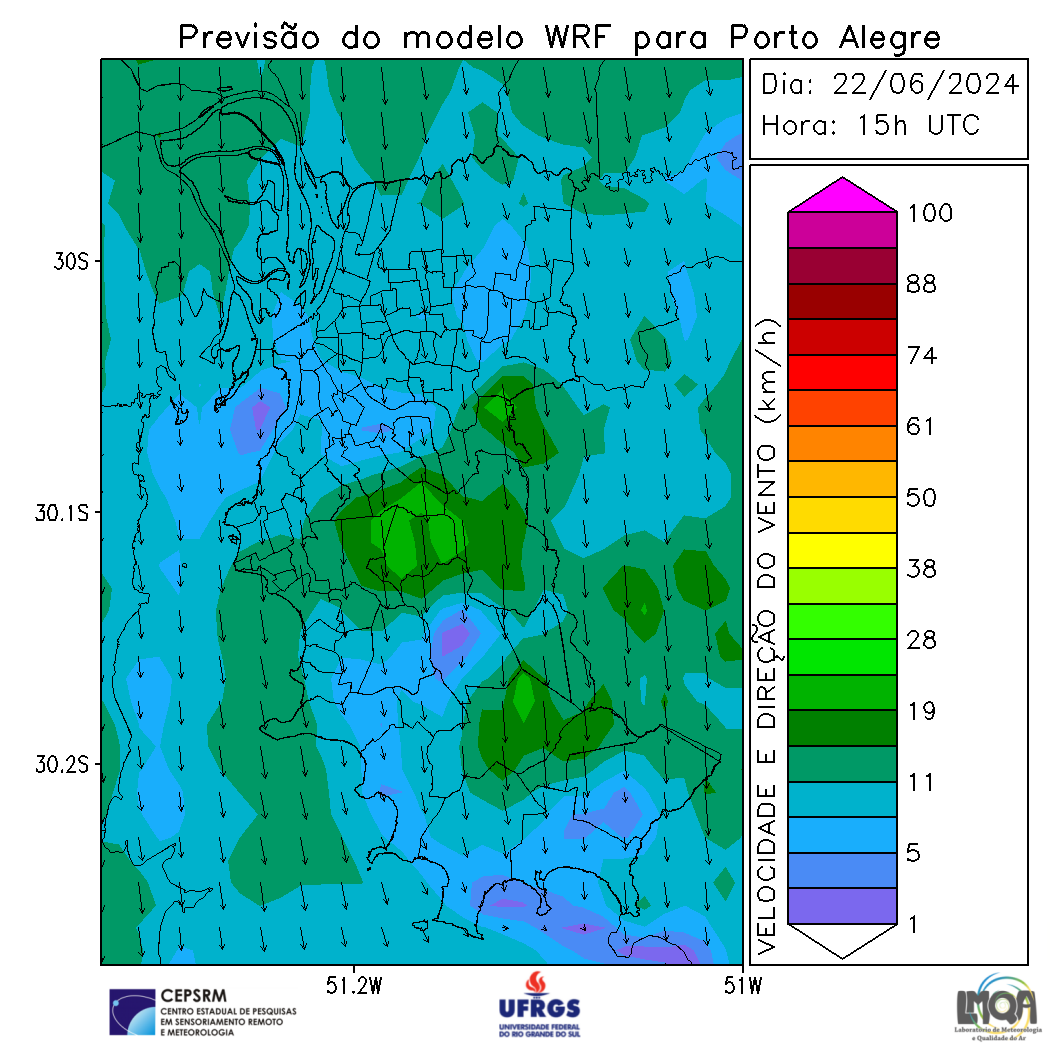 Previsão do modelo WRF para Porto Alegre
Dia: 22/06/2024
Hora: 15h UTC
30S
30.1S
30.2S
51.2W
51W
VELOCIDADE E DIREÇÃO DO VENTO (km/h)
100
88
74
61
50
38
28
19
11
5
1
CEPSRM
CENTRO ESTADUAL DE PESQUISAS
EM SENSORIAMENTO REMOTO
E METEOROLOGIA
UFRGS
UNIVERSIDADE FEDERAL
DO RIO GRANDE DO SUL
LMQA
Laboratório de Meteorologia
e Qualidade do Ar